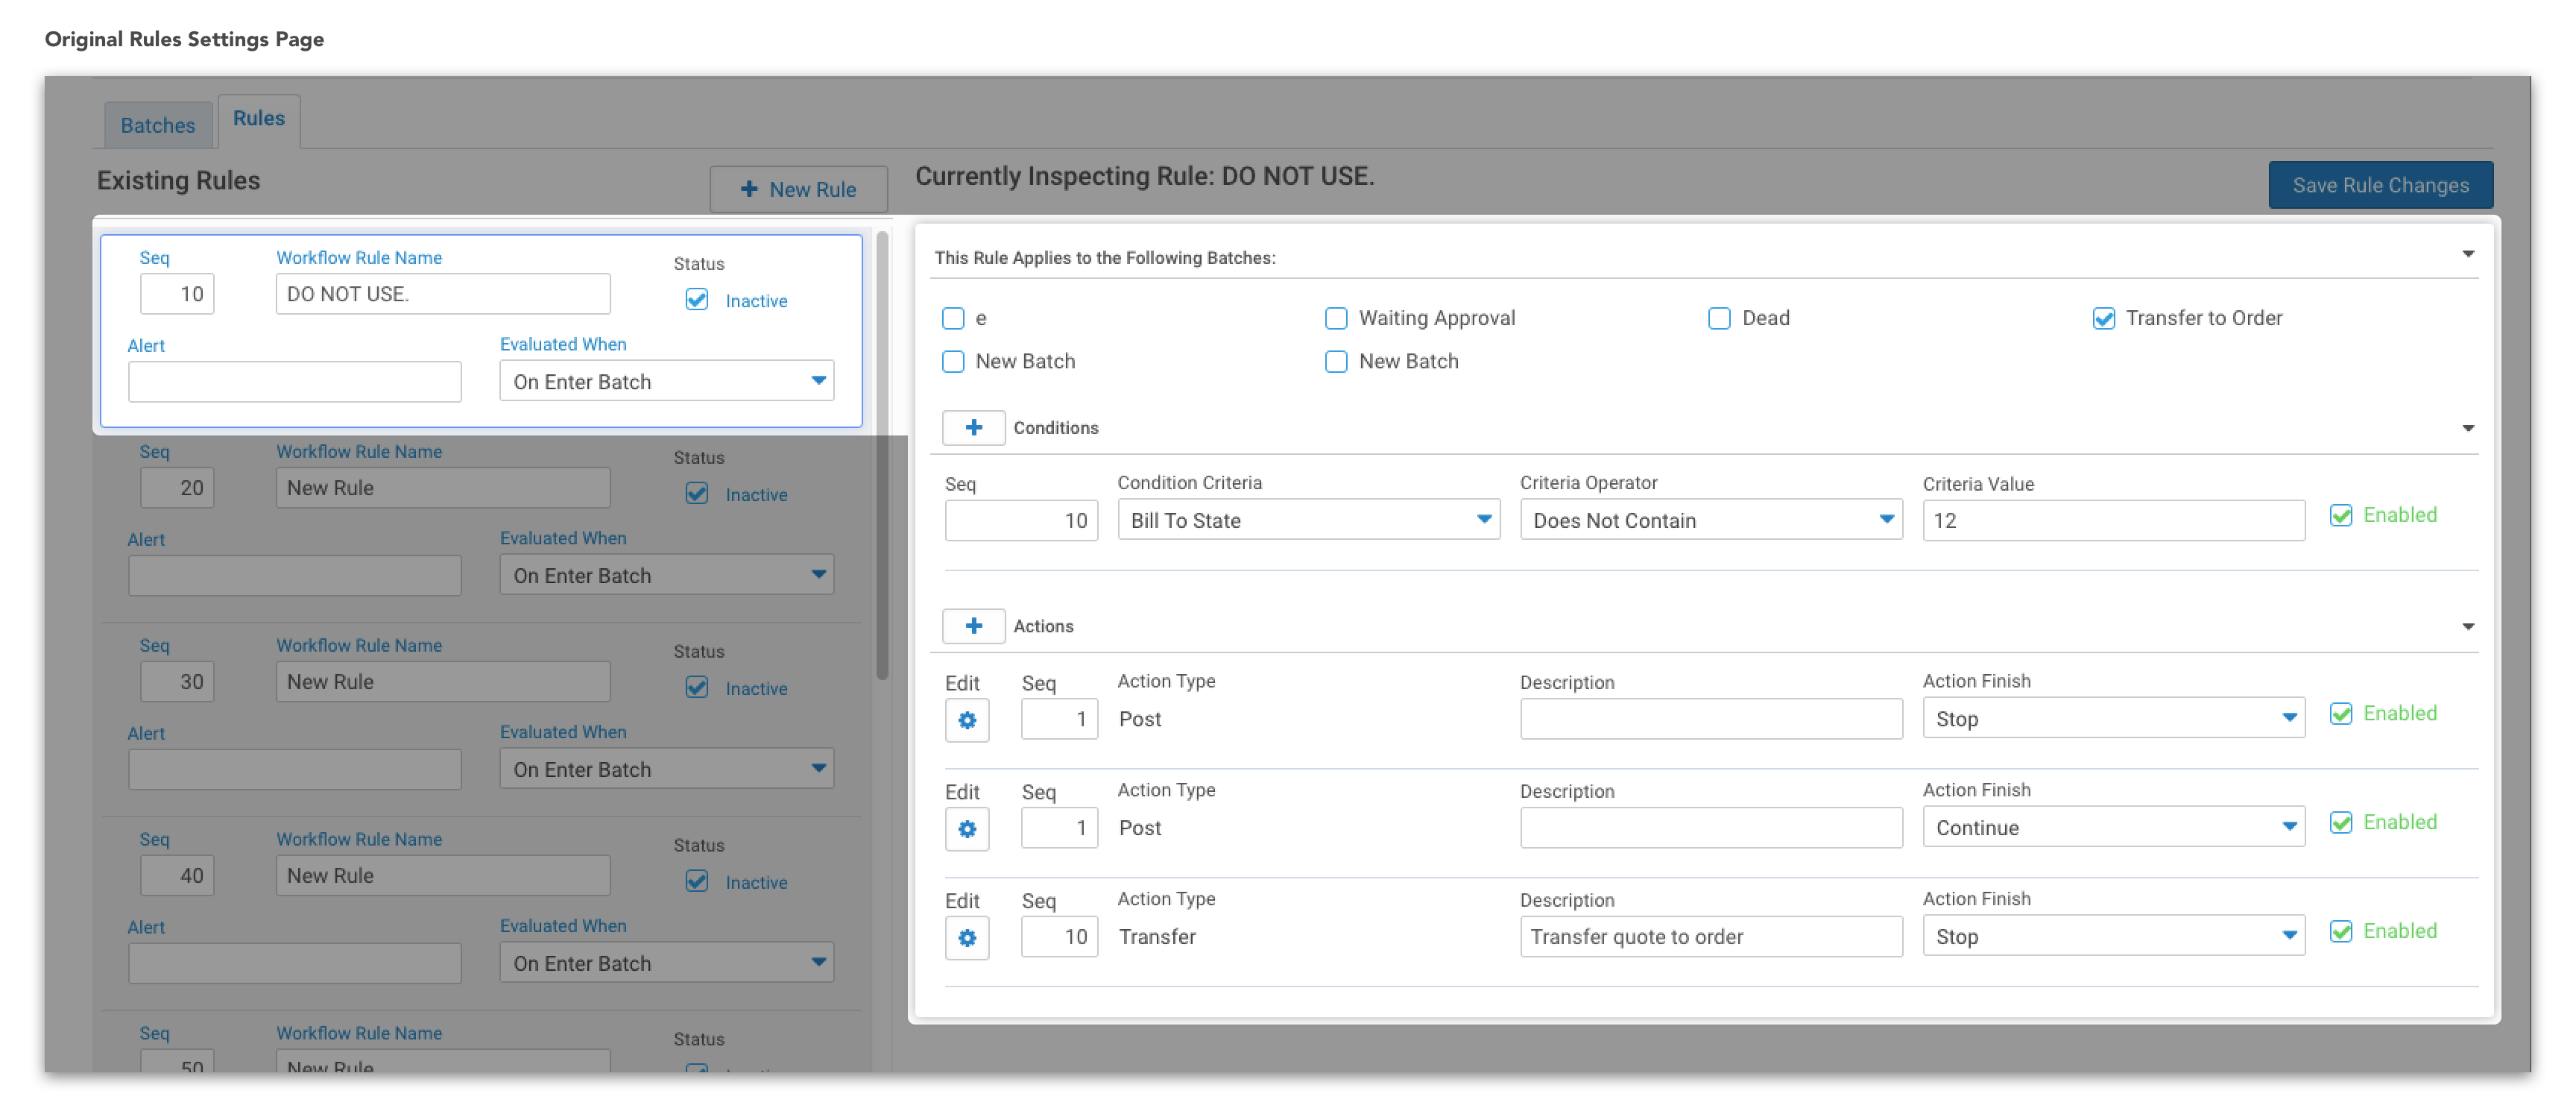 Original Rules Settings Page
Batches
Rules
Existing Rules
New Rule
Currently Inspecting Rule: DO NOT USE.
Save Rule Changes
Seq
Workflow Rule Name
Status
10
DO NOT USE.
Inactive
Alert
Evaluated When
On Enter Batch
Seq
Workflow Rule Name
Status
20
New Rule
Inactive
Alert
Evaluated When
On Enter Batch
Seq
Workflow Rule Name
Status
30
New Rule
Inactive
Alert
Evaluated When
On Enter Batch
Seq
Workflow Rule Name
Status
40
New Rule
Inactive
Alert
Evaluated When
On Enter Batch
Seq
Workflow Rule Name
Status
50
New Rule
This Rule Applies to the Following Batches:
e
Waiting Approval
Dead
Transfer to Order
New Batch
New Batch
Conditions
Seq
Condition Criteria
Criteria Operator
Criteria Value
10
Bill To State
Does Not Contain
12
Enabled
Actions
Edit
Seq
Action Type
Description
Action Finish
1
Post
Stop
Enabled
Edit
Seq
Action Type
Description
Action Finish
1
Post
Continue
Enabled
Edit
Seq
Action Type
Description
Action Finish
10
Transfer
Transfer quote to order
Stop
Enabled